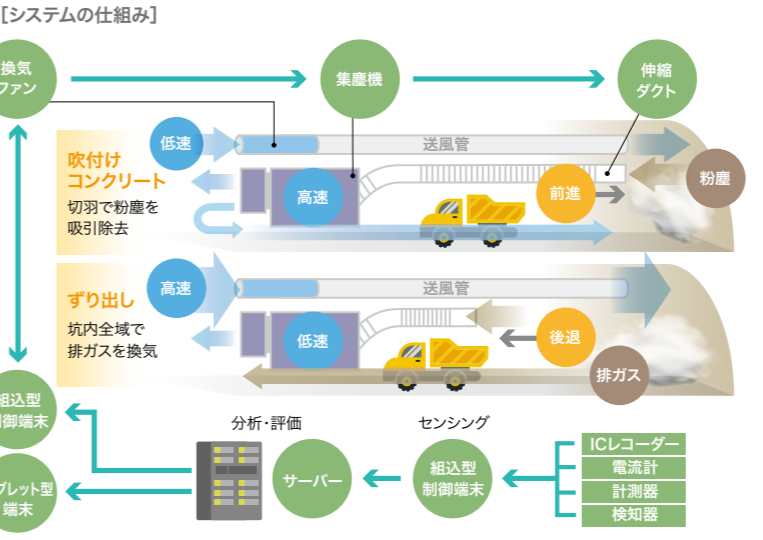 ［システムの仕組み］
換気
ファン
集塵機
伸縮
ダクト
低速
送風管
吹付け
コンクリート
切羽で粉塵を
吸引除去
高速
前進
粉塵
高速
送風管
ずり出し
坑内全域で
排ガスを換気
低速
後退
排ガス
組込型
制御端末
分析・評価
センシング
サーバー
組込型
制御端末
ICレコーダー
電流計
計測器
検知器
ブレット型
端末